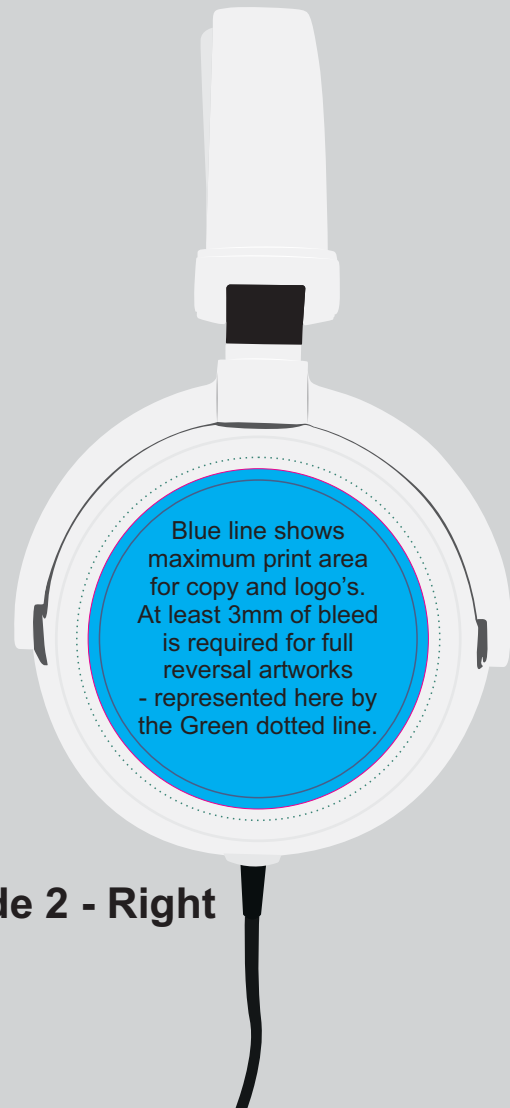 Blue line shows
maximum print area
for copy and logo's.
At least 3mm of bleed
is required for full
reversal artworks
- represented here by
the Green dotted line.
de 2 - Right